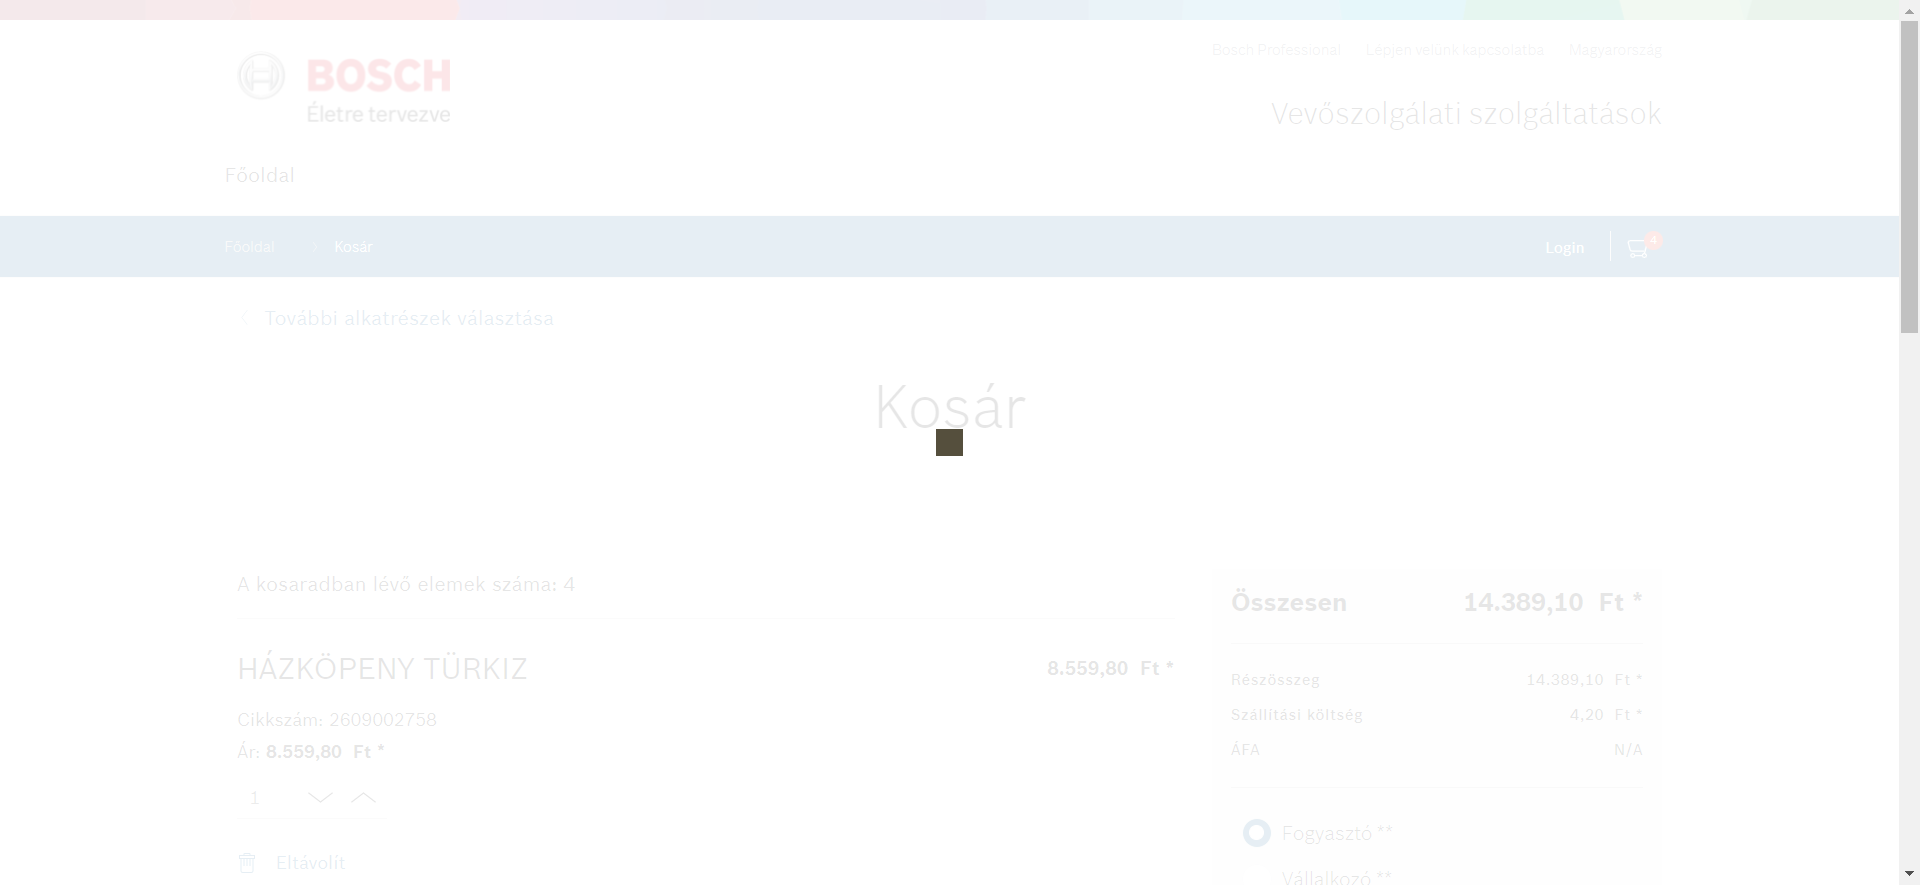 Bosch Professional Lépjen velünk kapcsolatba Magyarország
BOSCH
Életre tervezve
Vevőszolgálati szolgáltatások
Főoldal
Főoldal Kosár
Login 4
További alkatrészek választása
Kosár
A kosaradban lévő elemek száma: 4
HÁZKÖPENY TÜRKIZ 8.559,80 Ft *
Cikkszám: 2609002758
Ár: 8.559,80 Ft *
1
Eltávolít
Összesen 14.389,10 Ft *
Részösszeg 14.389,10 Ft *
Szállítási költség 4,20 Ft *
ÁFA N/A
Fogyasztó **
Vállalkozó **